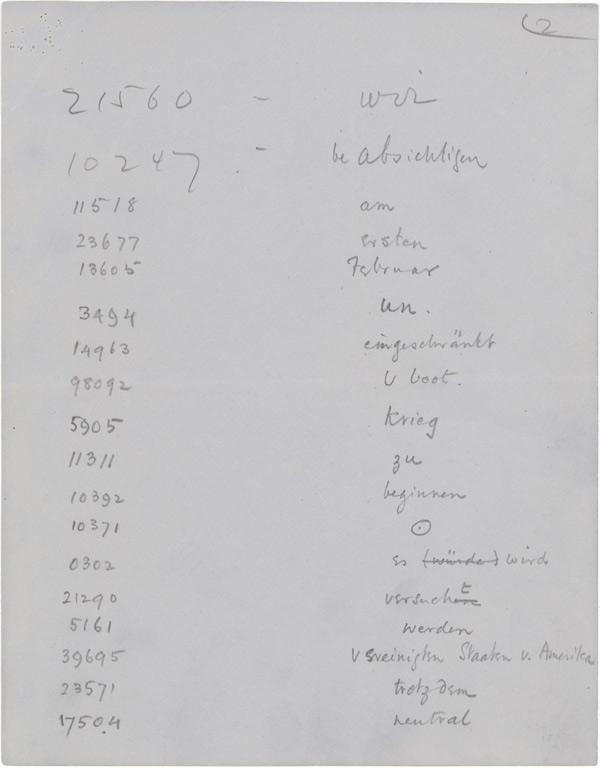 2
21560 - wir
10247 - beabsichtigen
11518 am
23677 ersten
13605 Februar
3494 un.
14963 eingeschränkt
98092 U boot.
5905 Krieg
11311 zu
10392 beginnen
10371 ⊙
0302 es (würde) wird
21290 versuchent
5161 werden
39695 Vereinigten Staaten v. Amerika
23571 trotzdem
17504 neutral